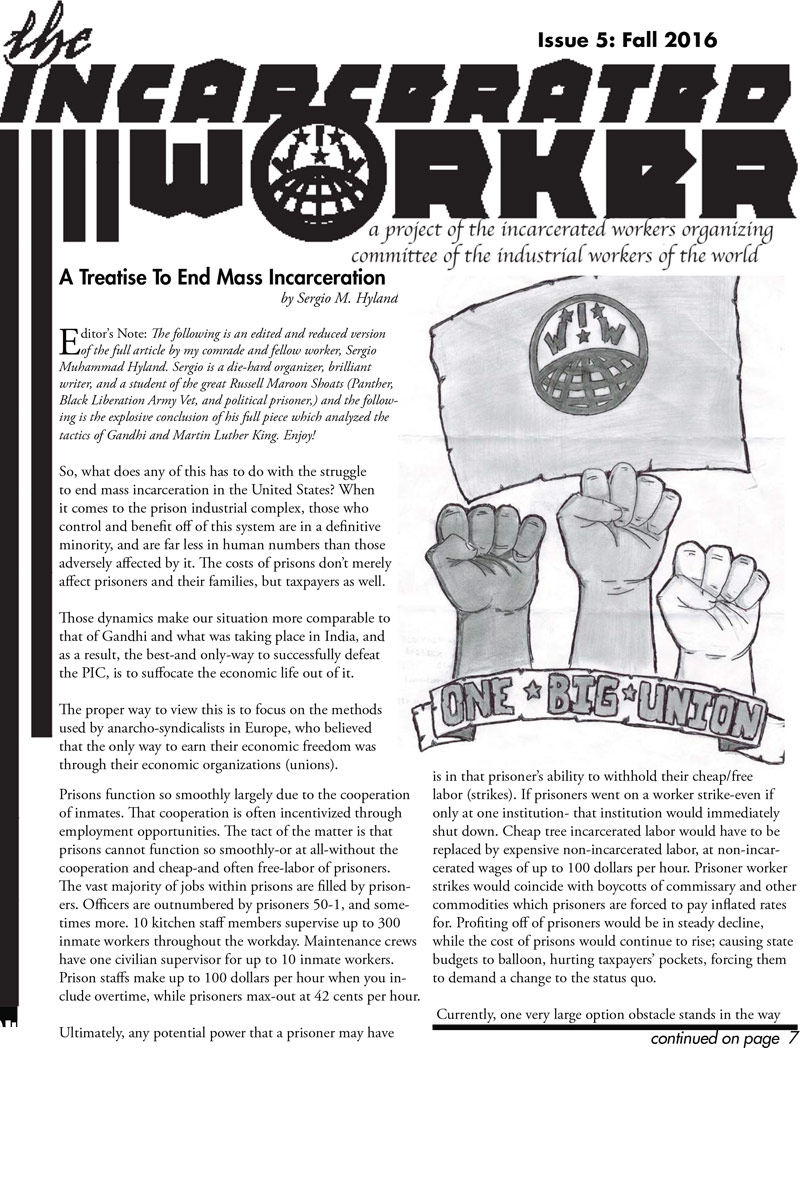 the
Issue 5: Fall 2016
INCARCERATED
WORKER
IWW
a project of the incarcerated workers organizing
committee of the industrial workers of the world
A Treatise To End Mass Incarceration
by Sergio M. Hyland
Editor's Note: The following is an edited and reduced version
of the full article by my comrade and fellow worker, Sergio
Muhammad Hyland. Sergio is a die-hard organizer, brilliant
writer, and a student of the great Russell Maroon Shoats (Panther,
Black Liberation Army Vet, and political prisoner,) and the follow-
ing is the explosive conclusion of his full piece which analyzed the
tactics of Gandhi and Martin Luther King. Enjoy!
So, what does any of this has to do with the struggle
to end mass incarceration in the United States? When
it comes to the prison industrial complex, those who
control and benefit off of this system are in a definitive
minority, and are far less in human numbers than those
adversely affected by it. The costs of prisons don't merely
affect prisoners and their families, but taxpayers as well.
Those dynamics make our situation more comparable to
that of Gandhi and what was taking place in India, and
as a result, the best-and only-way to successfully defeat
the PIC, is to suffocate the economic life out of it.
The proper way to view this is to focus on the methods
used by anarcho-syndicalists in Europe, who believed
that the only way to earn their economic freedom was
through their economic organizations (unions).
Prisons function so smoothly largely due to the cooperation
of inmates. That cooperation is often incentivized through
employment opportunities. The tact of the matter is that
prisons cannot function so smoothly-or at all-without the
cooperation and cheap-and often free-labor of prisoners.
The vast majority of jobs within prisons are filled by prison-
ers. Officers are outnumbered by prisoners 50-1, and some-
times more. 10 kitchen staff members supervise up to 300
inmate workers throughout the workday. Maintenance crews
have one civilian supervisor for up to 10 inmate workers.
Prison staffs make up to 100 dollars per hour when you in-
clude overtime, while prisoners max-out at 42 cents per hour.
Ultimately, any potential power that a prisoner may have
IWW
ONE BIG UNION
is in that prisoner's ability to withhold their cheap/free
labor (strikes). If prisoners went on a worker strike-even if
only at one institution- that institution would immediately
shut down. Cheap tree incarcerated labor would have to be
replaced by expensive non-incarcerated labor, at non-incar-
cerated wages of up to 100 dollars per hour. Prisoner worker
strikes would coincide with boycotts of commissary and other
commodities which prisoners are forced to pay inflated rates
for. Profiting off of prisoners would be in steady decline,
while the cost of prisons would continue to rise; causing state
budgets to balloon, hurting taxpayers' pockets, forcing them
to demand a change to the status quo.
Currently, one very large option obstacle stands in the way
continued on page 7